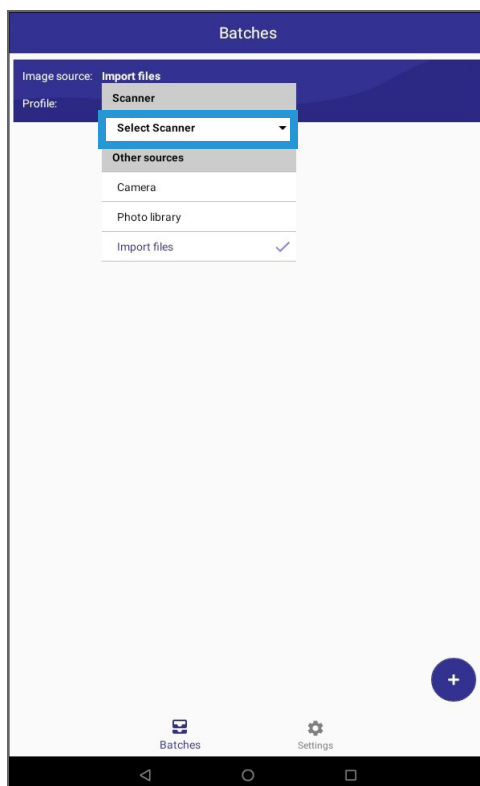 Batches
Image source: Import files
Profile:
Scanner
Select Scanner
Other sources
Camera
Photo library
Import files
+
Batches
Settings